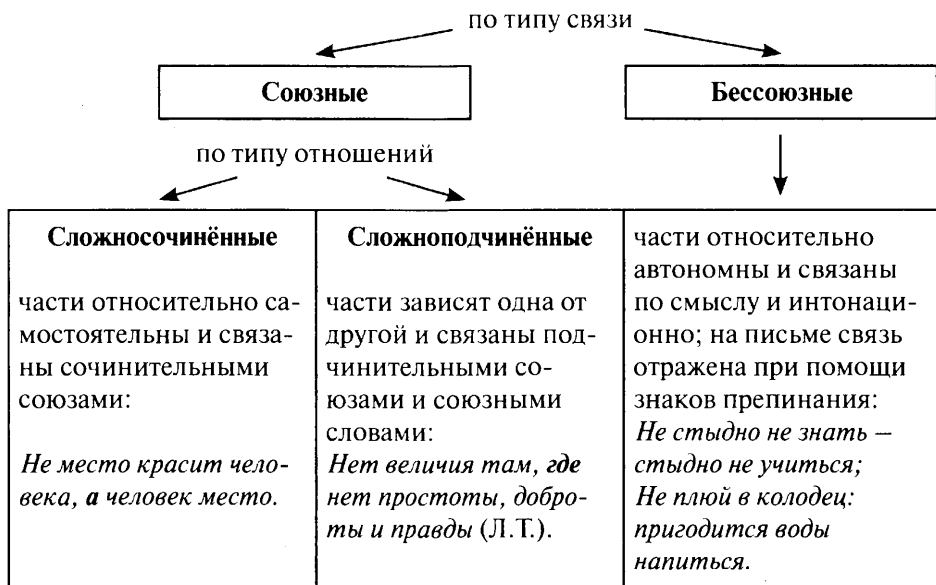 по типу связи
Союзные
Бессоюзные
по типу отношений
Сложносочинённые
части относительно са-
мостоятельны и связа-
ны сочинительными
союзами:
Не место красит чело-
века, а человек место.
Сложноподчинённые
части зависят одна от
другой и связаны под-
чинительными со-
юзами и союзными
словами:
Нет величия там, где
нет простоты, добро-
ты и правды (Л.Т.).
части относительно
автономны и связаны
по смыслу и интонаци-
онно; на письме связь
отражена при помощи
знаков препинания:
Не стыдно не знать –
стыдно не учиться;
Не плюй в колодец:
пригодится воды
напиться.